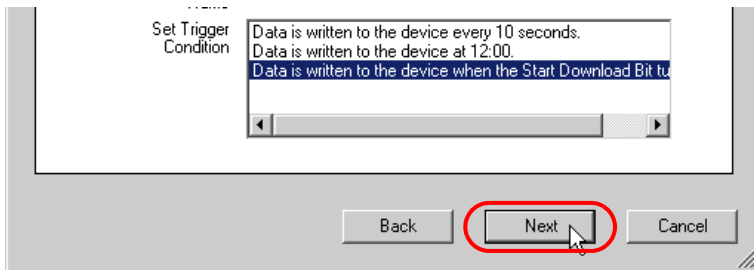 Set Trigger
Condition
Data is written to the device every 10 seconds.
Data is written to the device at 12:00.
Data is written to the device when the Start Download Bit tu
Back
Next
Cancel